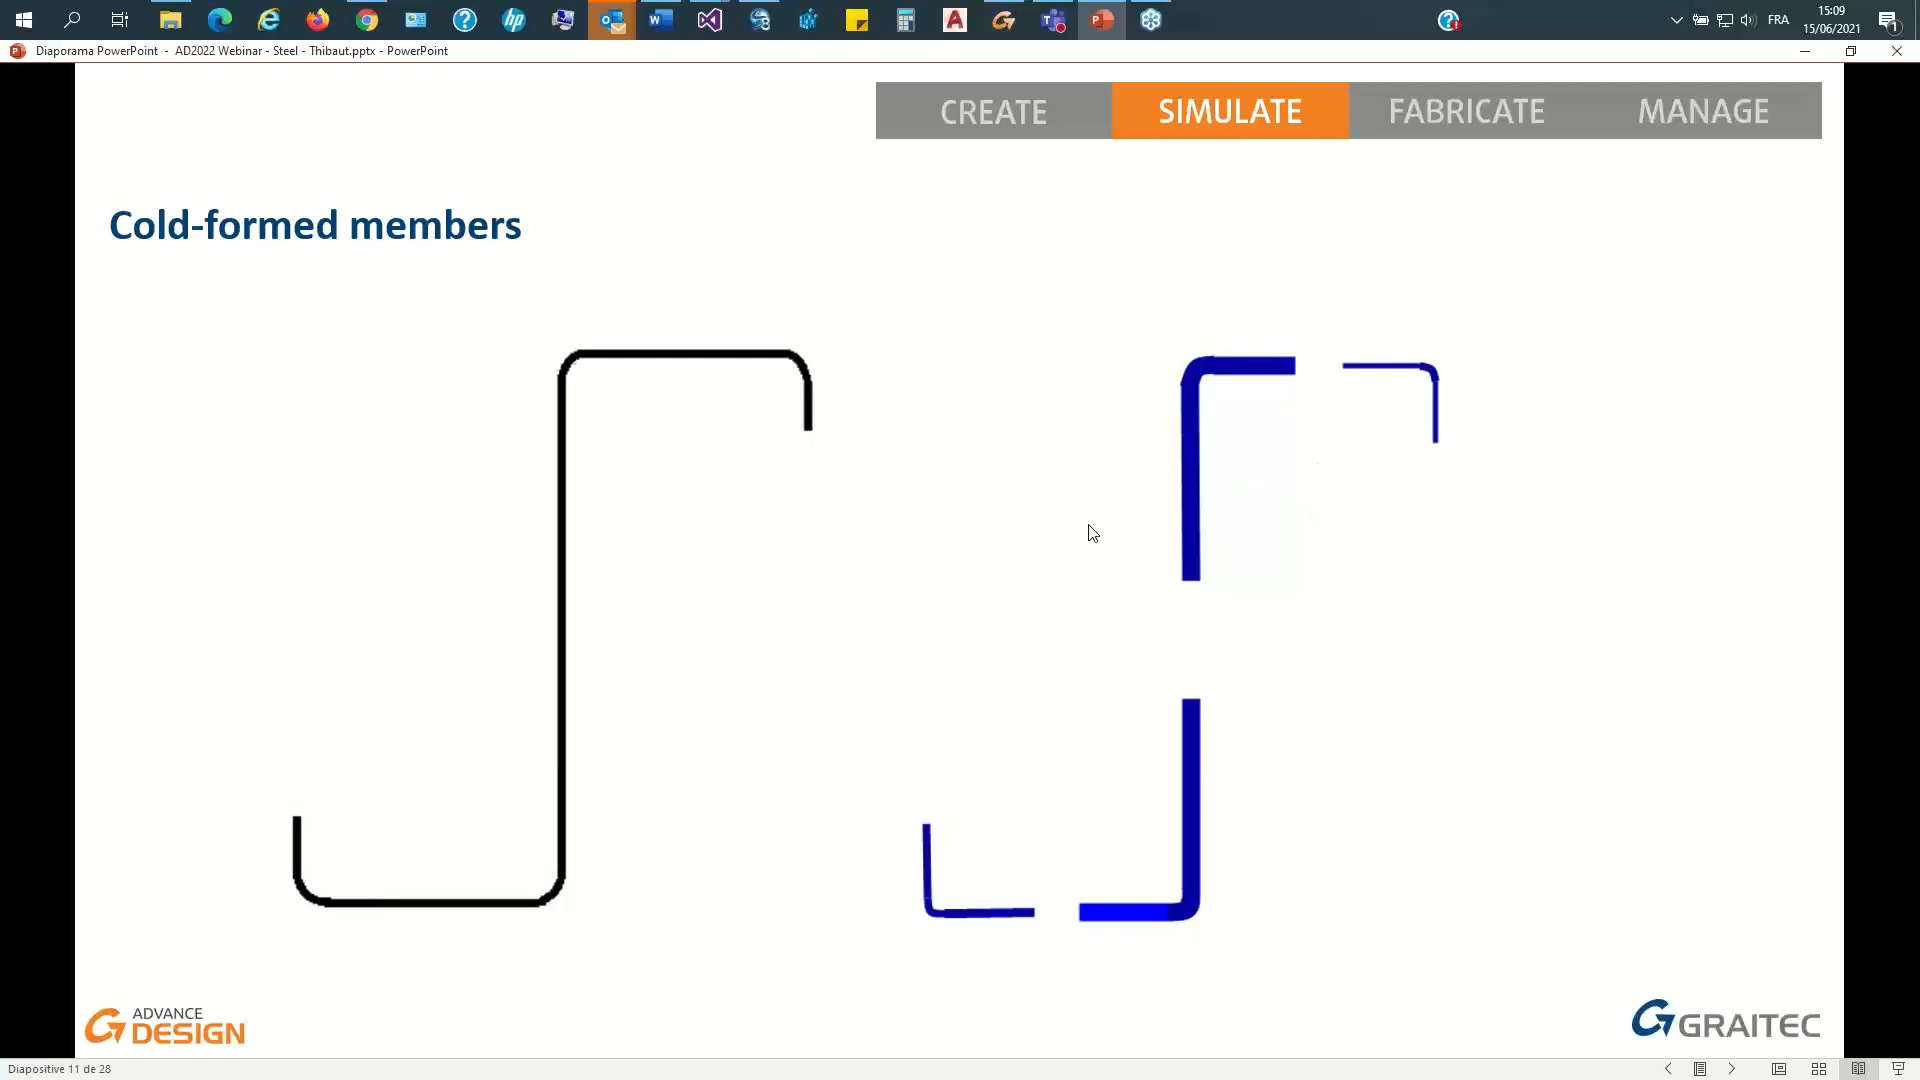 15:09
FRA
15/06/2021
1
Diaporama PowerPoint - AD2022 Webinar - Steel - Thibaut.pptx - PowerPoint
CREATE SIMULATE FABRICATE MANAGE
Cold-formed members
ADVANCE
DESIGN
GRAITEC
Diapositive 11 de 28